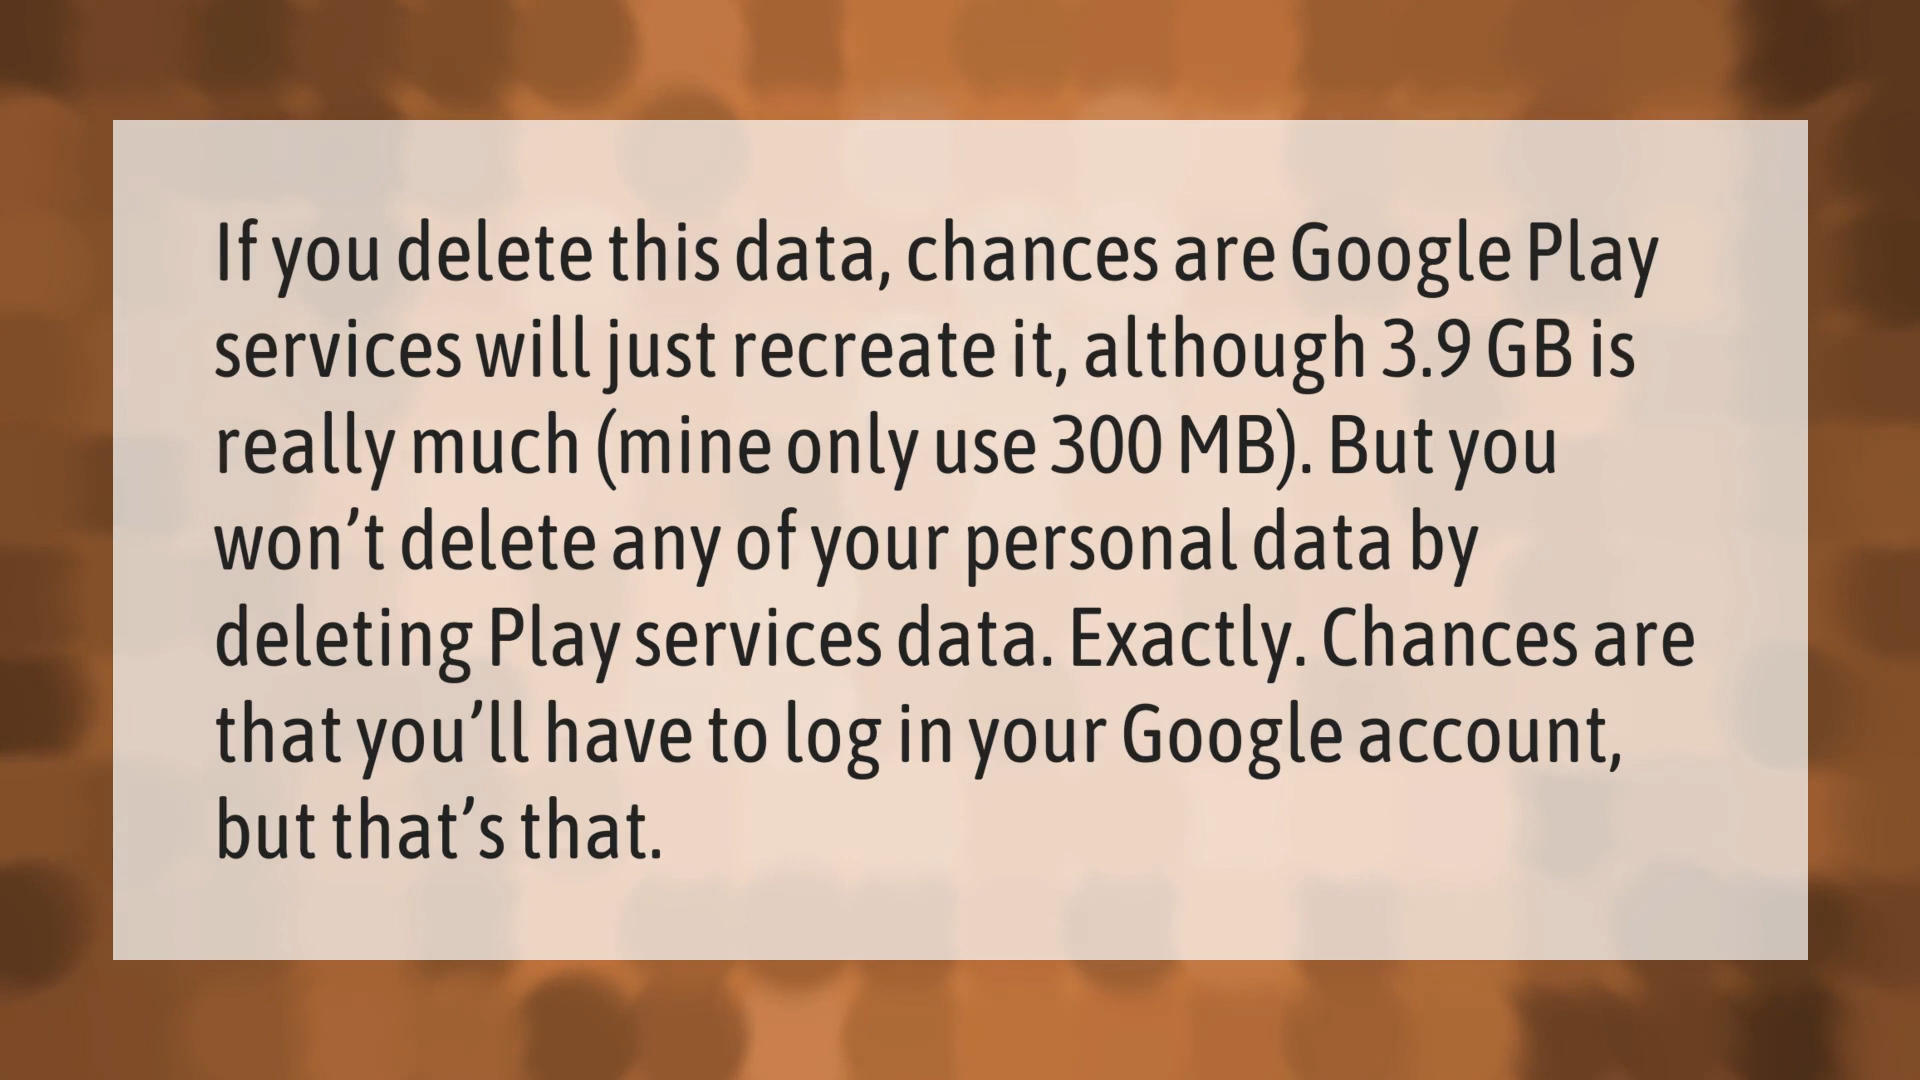 If you delete this data, chances are Google Play
services will just recreate it, although 3.9 GB is
really much (mine only use 300 MB). But you
won’t delete any of your personal data by
deleting Play services data. Exactly. Chances are
that you’ll have to log in your Google account,
but that’s that.